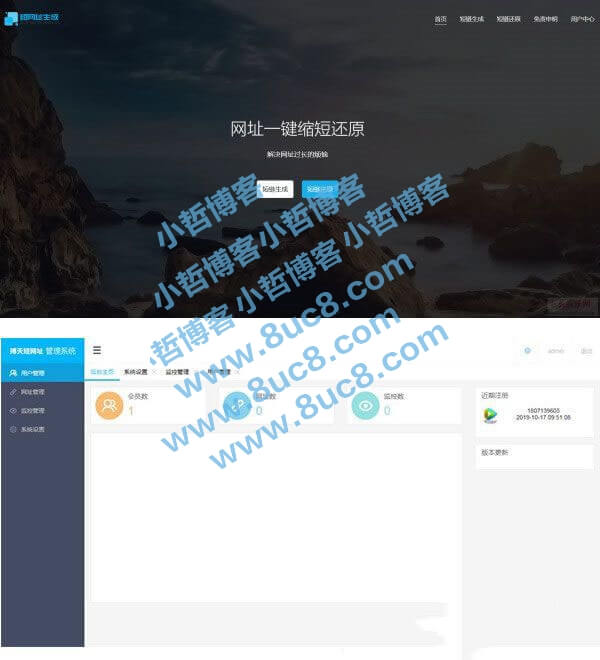 超网址生成
首页 短链生成 短链还原 免责申明 用户中心
网址一键缩短还原
解决网址过长的烦恼
短链生成 短链还原
小哲博客小哲博客
小哲博客小哲博客
小哲博客
www.8uc8.com
www.8uc8.com
www.8uc8.com
博天短网址 管理系统
admin 退出
用户管理
网址管理
监控管理
系统设置
后台主页 系统设置 监控管理 用户管理
会员数
1
网址数
0
监控数
0
近期注册
1607139603
2019-10-17 09:51:06
版本更新